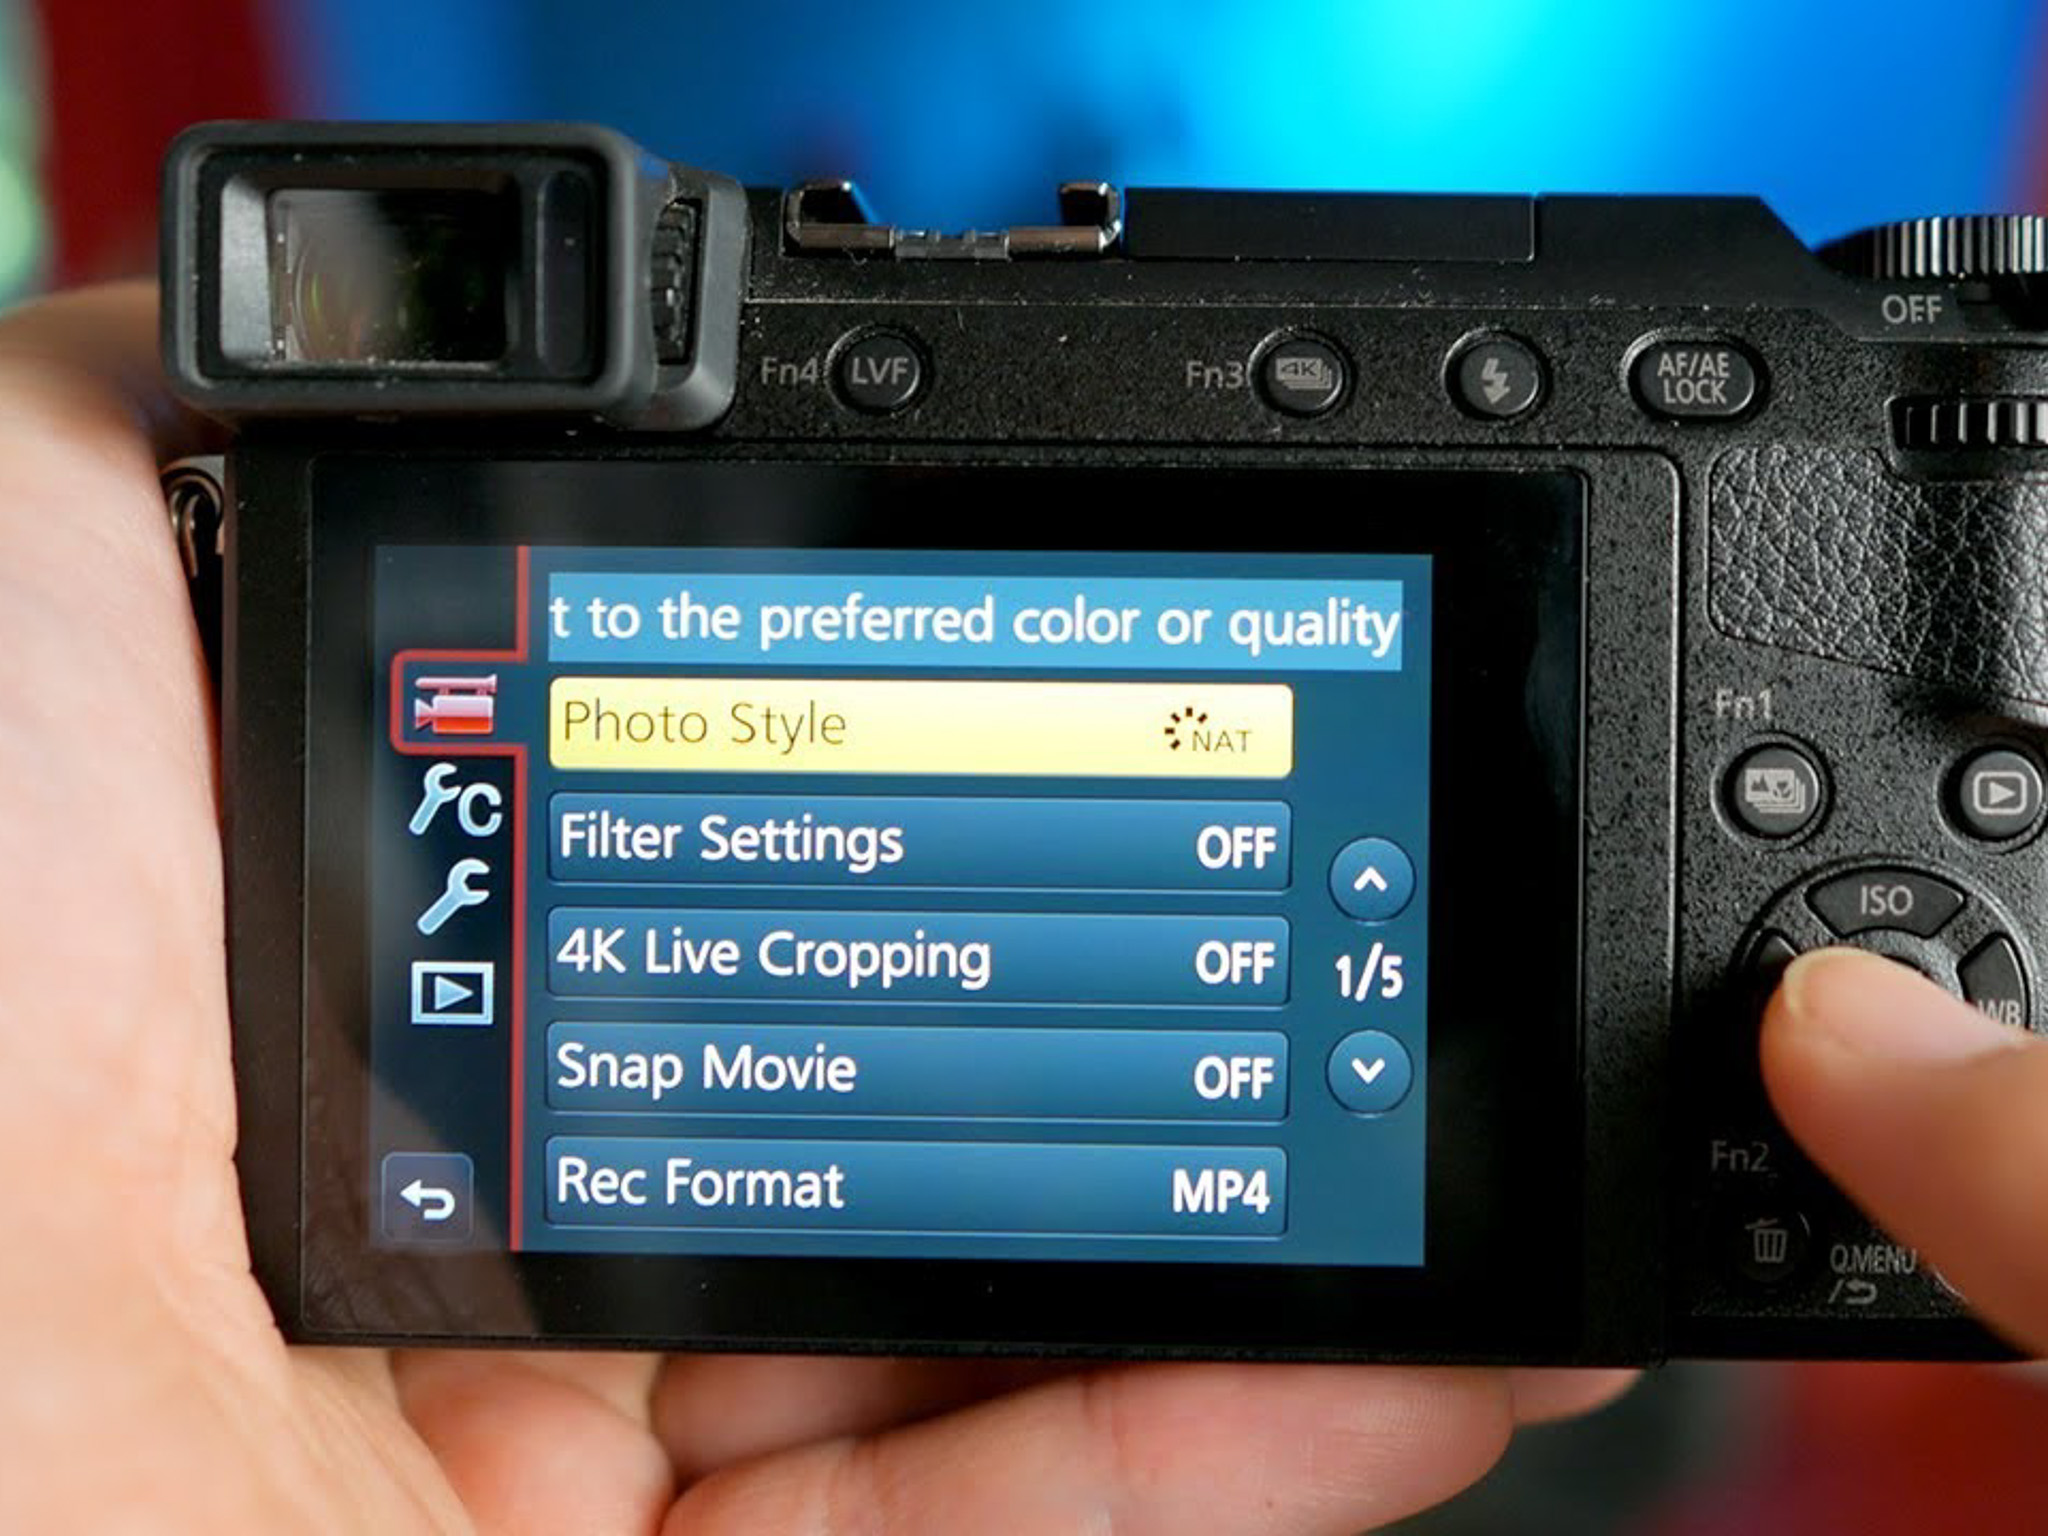 OFF
Fn4 LVF
Fn3 4K
AF/AE
LOCK
t to the preferred color or quality
Photo Style NAT
Filter Settings OFF
4K Live Cropping OFF
Snap Movie OFF
Rec Format MP4
C
1/5
Fn1
ISO
WB
Fn2
Q.MENU
/